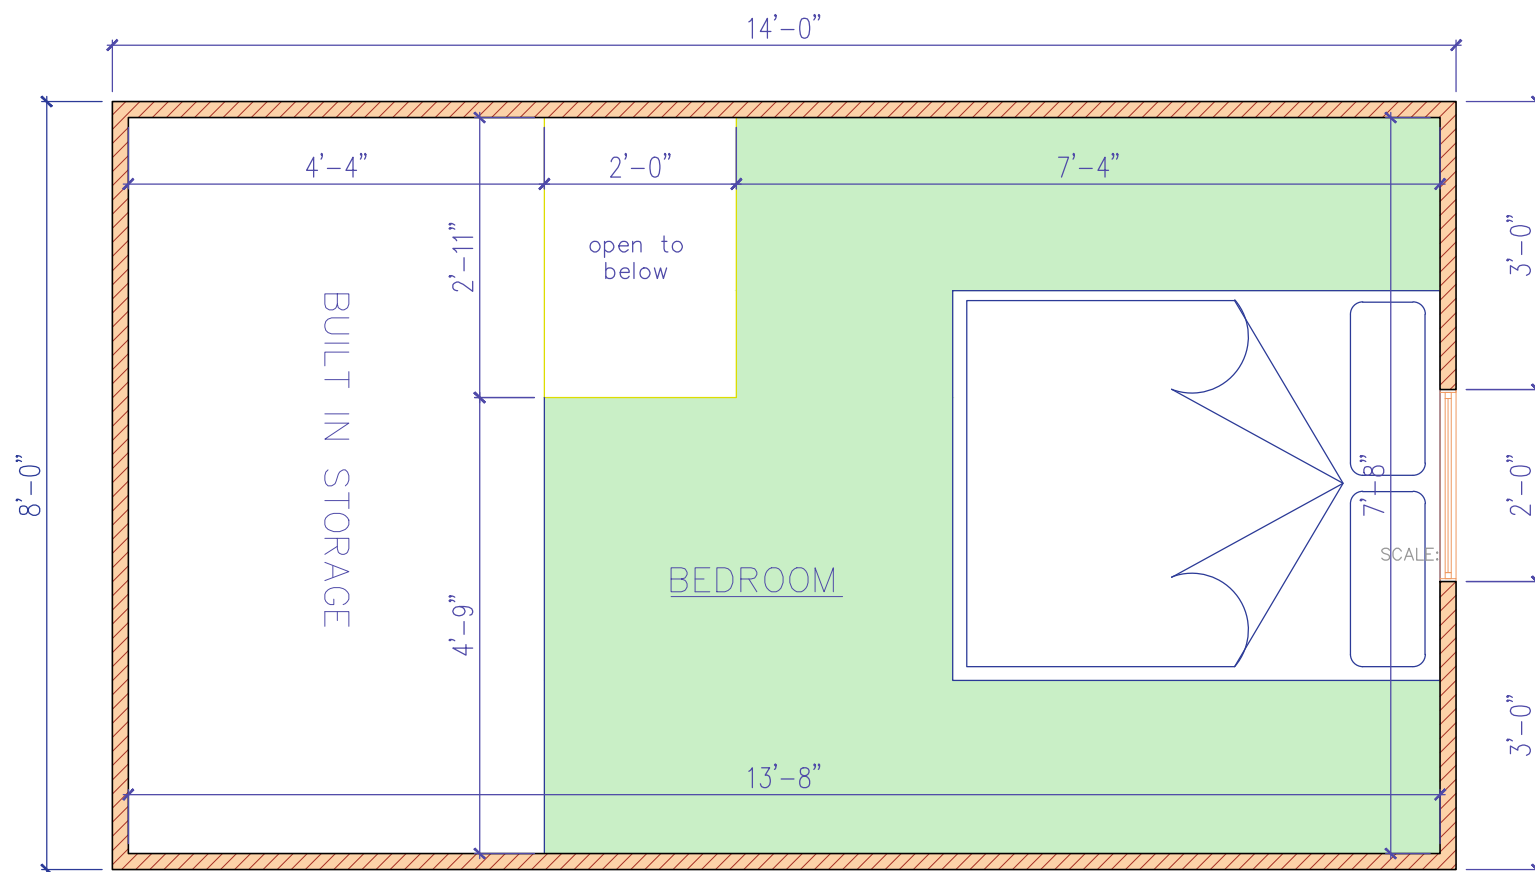 14’-0”
4’-4”
2’-0”
7’-4”
3’-0”
2’-11”
open to
below
BUILT IN STORAGE
8’-0”
7’-8”
2’-0”
SCALE:
BEDROOM
4’-9”
3’-0”
13’-8”